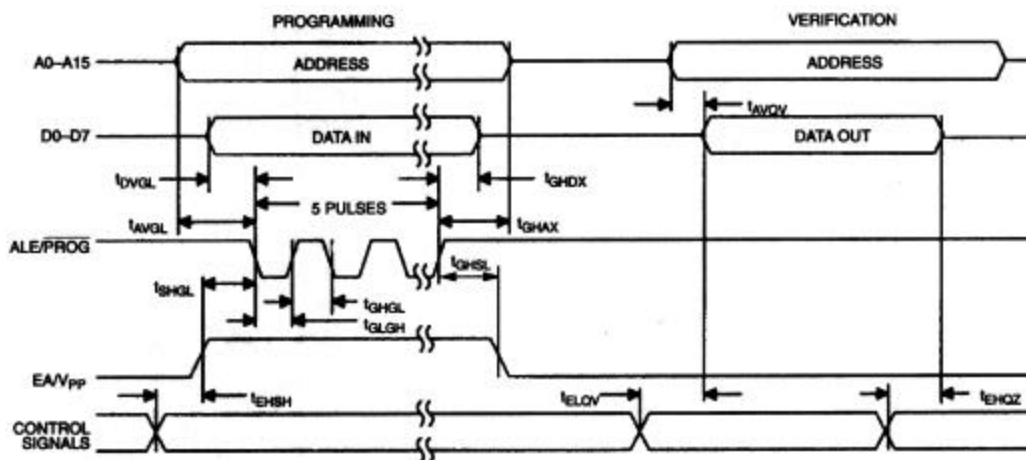 PROGRAMMING VERIFICATION
A0–A15 ADDRESS ADDRESS
tAVQV
D0–D7 DATA IN DATA OUT
tDVGL tGHDX
5 PULSES
tAVGL tGHAX
ALE/PROG
tGHSL
tSHGL
tGHGL
tGLGH
EA/VPP
tEHSH tELQV tEHQZ
CONTROL
SIGNALS